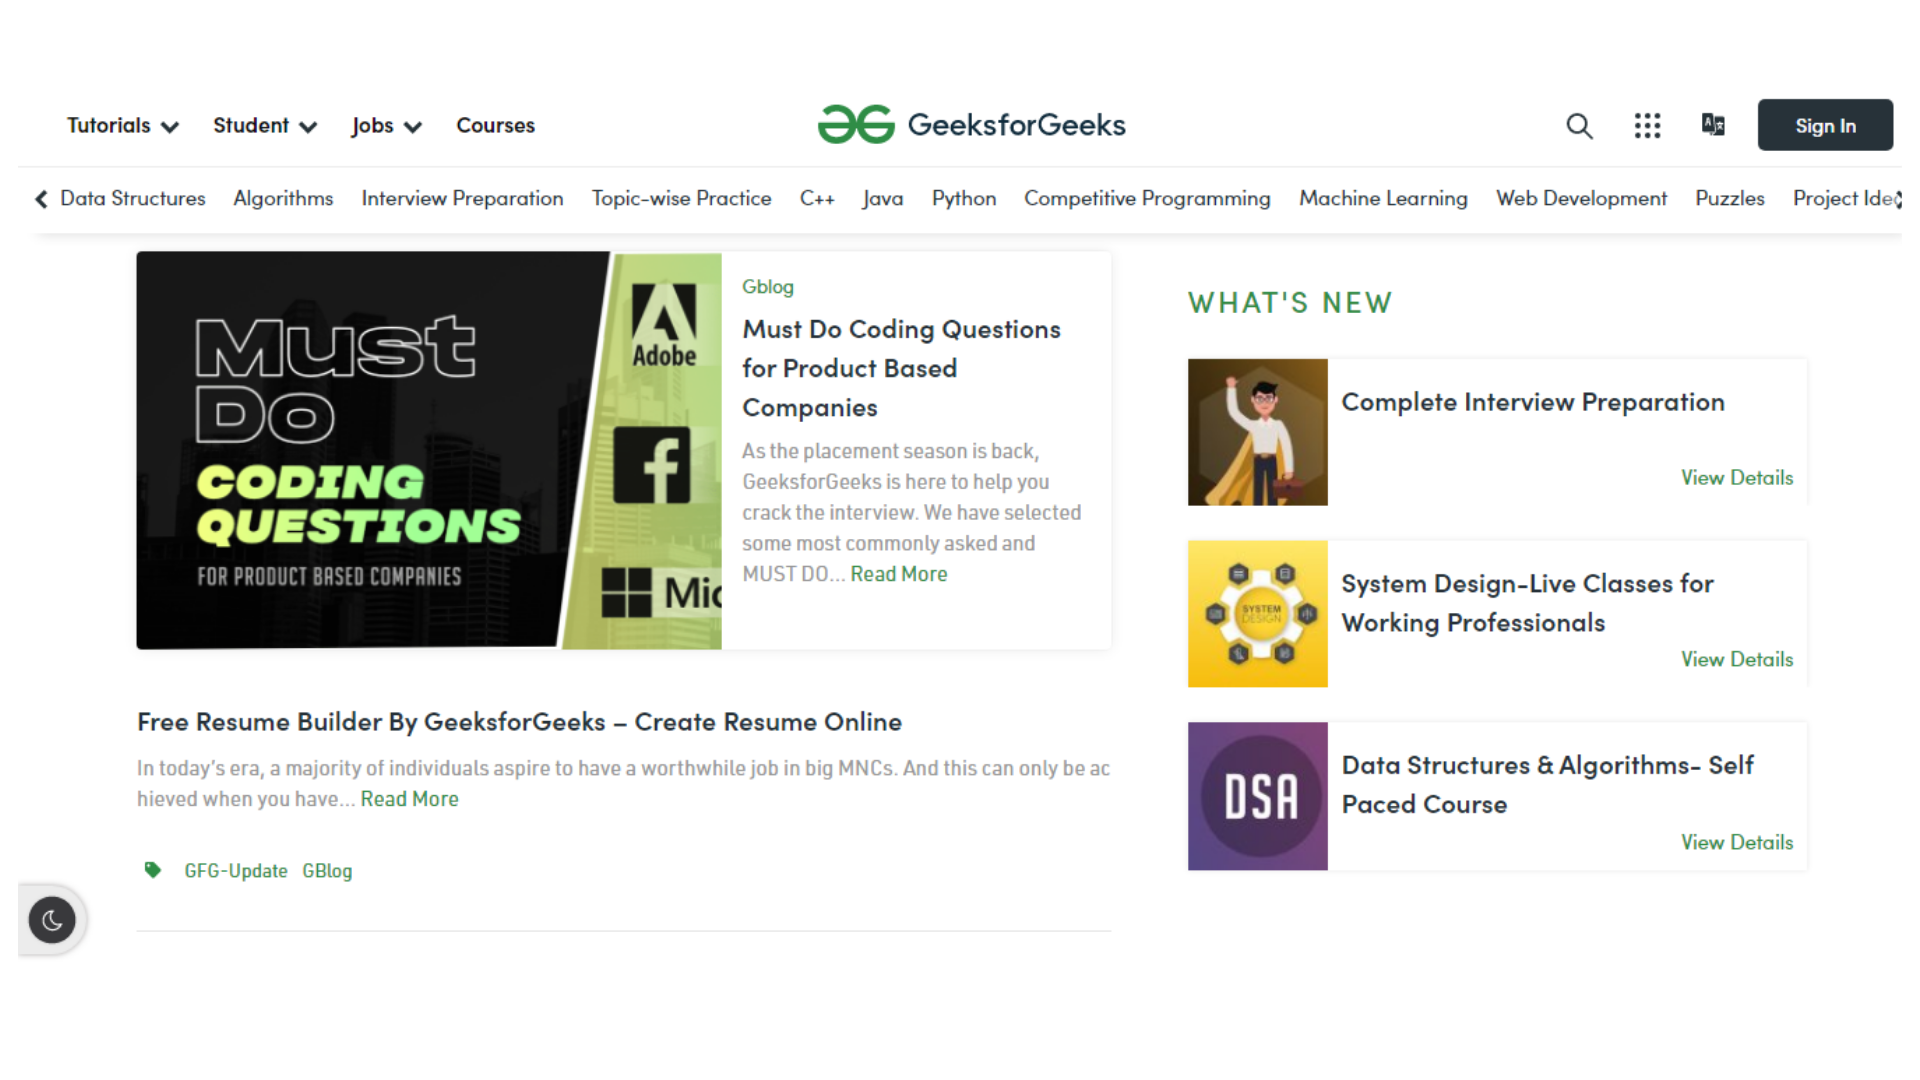 Tutorials Student Jobs Courses GeeksforGeeks Sign In
Data Structures Algorithms Interview Preparation Topic-wise Practice C++ Java Python Competitive Programming Machine Learning Web Development Puzzles Project
Must
Do
CODING
QUESTIONS
FOR PRODUCT BASED COMPANIES
Adobe
Gblog
Must Do Coding Questions
for Product Based
Companies
As the placement season is back,
GeeksforGeeks is here to help you
crack the interview. We have selected
some most commonly asked and
MUST DO... Read More
Free Resume Builder By GeeksforGeeks – Create Resume Online
In today's era, a majority of individuals aspire to have a worthwhile job in big MNCs. And this can only be ac
hieved when you have... Read More
GFG-Update GBlog
WHAT'S NEW
Complete Interview Preparation
View Details
SYSTEM
DESIGN
System Design-Live Classes for
Working Professionals
View Details
DSA
Data Structures & Algorithms- Self
Paced Course
View Details